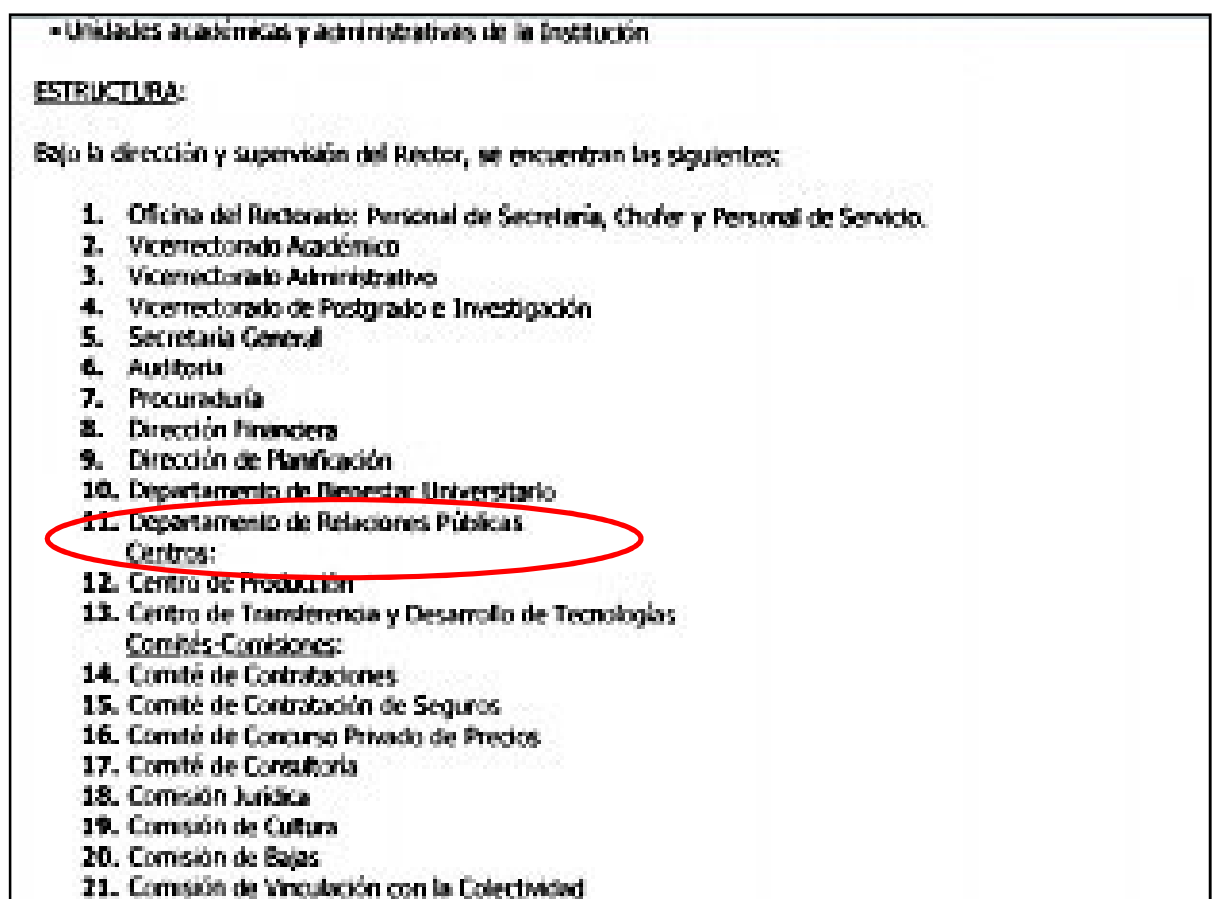 • Unidades académicas y administrativas de la Institución
ESTRUCTURA:
Bajo la dirección y supervisión del Rector, se encuentran los siguientes:
1. Oficina del Rectorado: Personal de Secretaría, Chofer y Personal de Servicio.
2. Vicerrectorado Académico
3. Vicerrectorado Administrativo
4. Vicerrectorado de Postgrado e Investigación
5. Secretaría General
6. Auditoria
7. Procuraduría
8. Dirección Financiera
9. Dirección de Planificación
10. Departamento de Bienestar Universitario
11. Departamento de Relaciones Públicas
Centros:
12. Centro de Producción
13. Centro de Transferencia y Desarrollo de Tecnologías
Comités-Comisiones:
14. Comité de Contrataciones
15. Comité de Contratación de Seguros
16. Comité de Concurso Privado de Precios
17. Comité de Consultoría
18. Comisión Jurídica
19. Comisión de Cultura
20. Comisión de Bajas
21. Comisión de Vinculación con la Colectividad